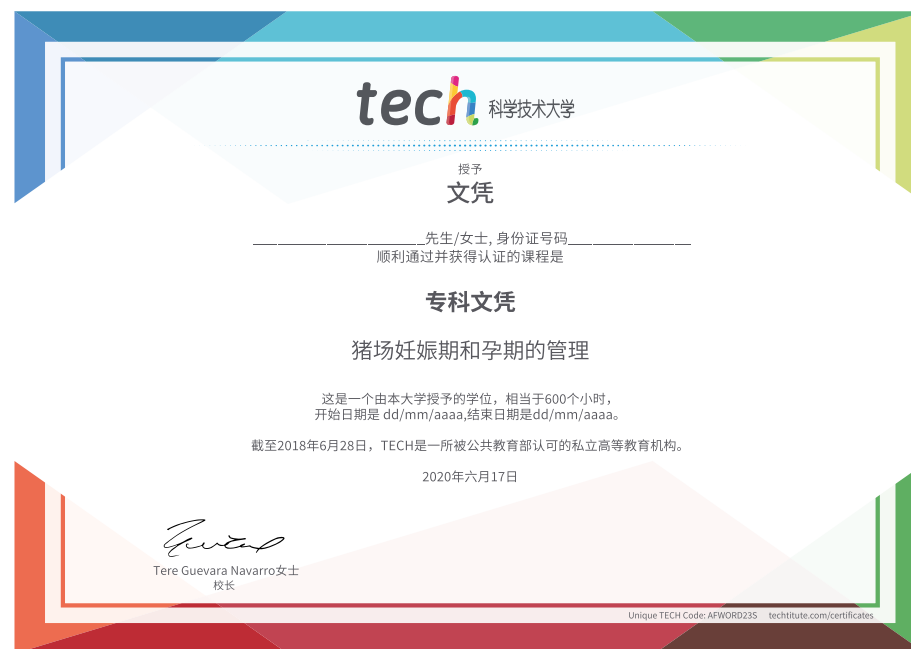 tech 科学技术大学
授予
文凭
_____________________先生/女士, 身份证号码_______________
顺利通过并获得认证的课程是
专科文凭
猪场妊娠期和孕期的管理
这是一个由本大学授予的学位，相当于600个小时，
开始日期是 dd/mm/aaaa,结束日期是dd/mm/aaaa。
截至2018年6月28日，TECH是一所被公共教育部认可的私立高等教育机构。
2020年六月17日
Tere Guevara Navarro女士
校长
Unique TECH Code: AFWORD23S techtitute.com/certificates